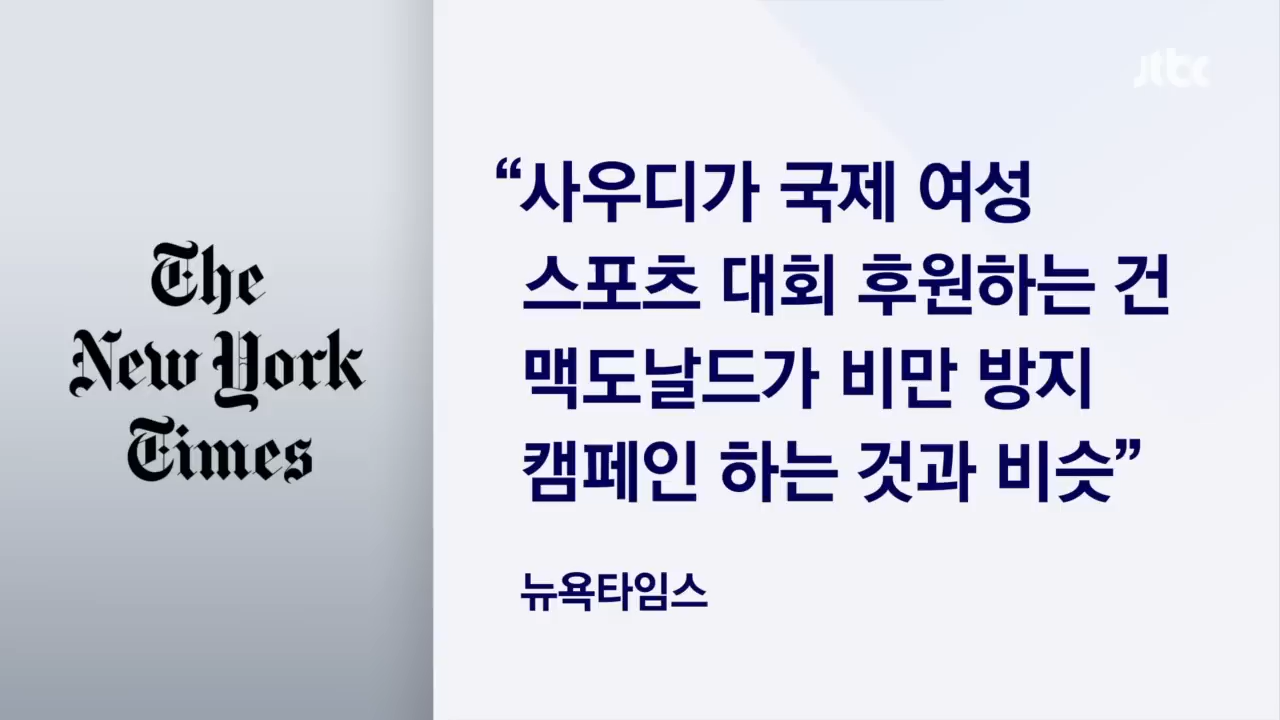 jtbc
The
New York
Times
“사우디가 국제 여성
스포츠 대회 후원하는 건
맥도날드가 비만 방지
캠페인 하는 것과 비슷”
뉴욕타임스